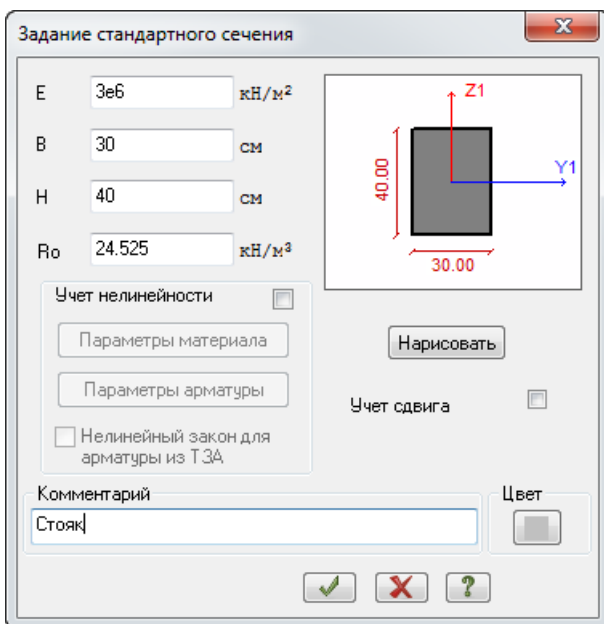 Задание стандартного сечения
E 3e6 кН/м²
B 30 см
H 40 см
Ro 24.525 кН/м³
Z1
Y1
40.00
30.00
Учет нелинейности
Параметры материала
Параметры арматуры
Нелинейный закон для
арматуры из ТЗА
Нарисовать
Учет сдвига
Комментарий
Стояк
Цвет